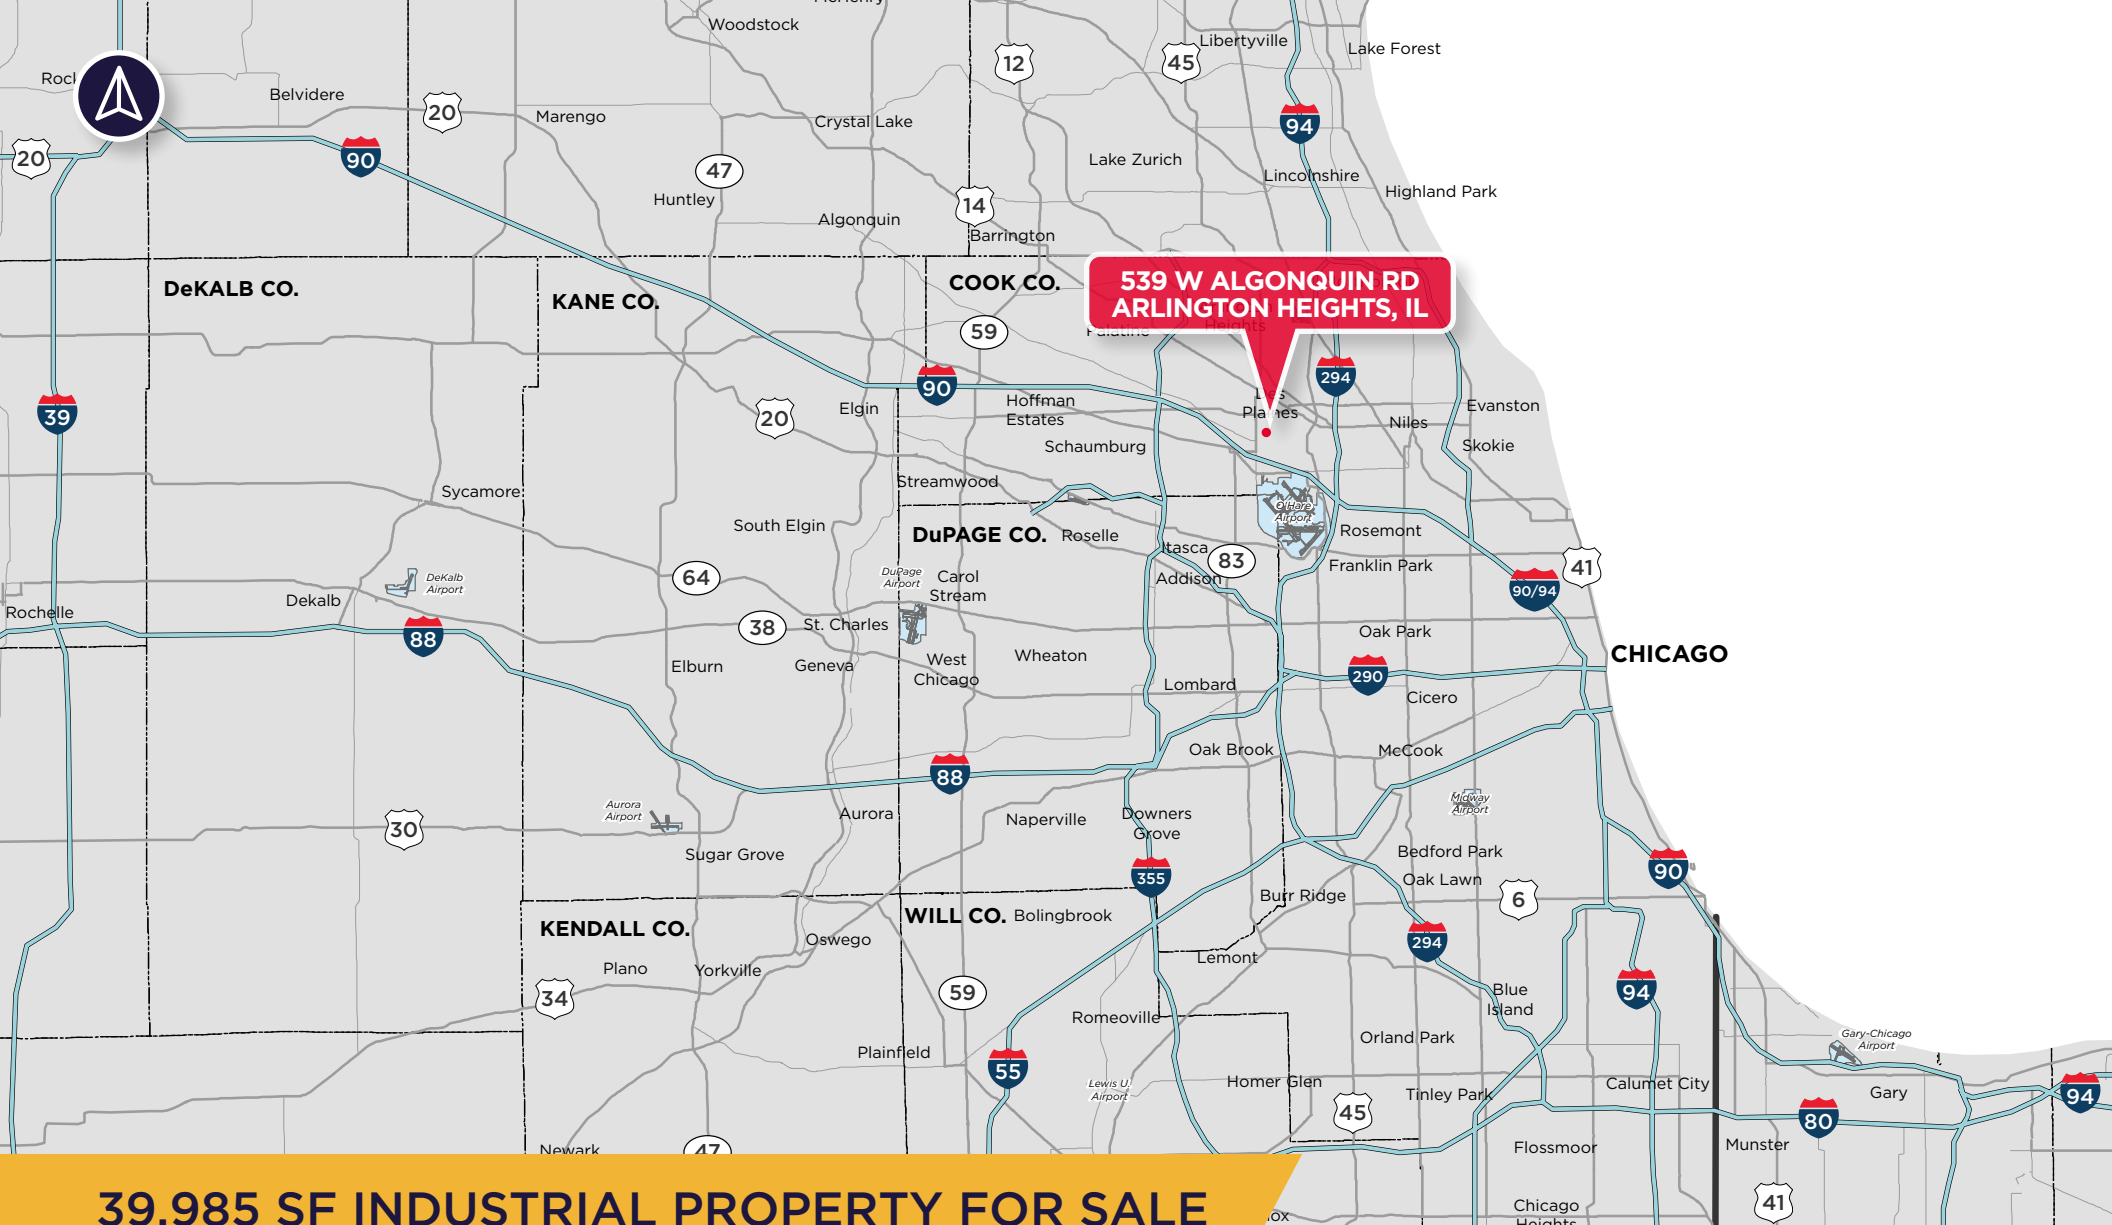 Woodstock
Libertyville
Lake Forest
12
45
Belvidere
20
Marengo
Crystal Lake
94
20
90
47
Lake Zurich
Lincolnshire
Highland Park
Huntley
14
Algonquin
Barrington
DeKALB CO.
KANE CO.
COOK CO.
539 W ALGONQUIN RD
ARLINGTON HEIGHTS, IL
59
Palatine
Heights
294
90
39
20
Elgin
Hoffman
Estates
Des
Plaines
Evanston
Niles
Schaumburg
Skokie
Sycamore
Streamwood
South Elgin
DuPAGE CO.
Roselle
O'Hare
Airport
Rosemont
Itasca
83
Franklin Park
41
DeKalb
Airport
64
DuPage
Airport
Carol
Stream
Addison
90/94
Rochelle
Dekalb
88
38
St. Charles
Oak Park
CHICAGO
Elburn
Geneva
West
Chicago
Wheaton
Lombard
290
Cicero
Oak Brook
McCook
88
Aurora
Airport
Midway
Airport
30
Aurora
Naperville
Downers
Grove
Sugar Grove
Bedford Park
355
Oak Lawn
90
Burr Ridge
6
KENDALL CO.
WILL CO.
Bolingbrook
Oswego
294
Lemont
Plano
Yorkville
34
59
94
Blue
Island
Romeoville
Orland Park
Plainfield
55
Gary-Chicago
Airport
Lewis U.
Airport
Homer Glen
Tinley Park
Calumet City
Gary
94
45
80
Newark
47
Flossmoor
Munster
39,985 SF INDUSTRIAL PROPERTY FOR SALE
Chicago
Heights
41